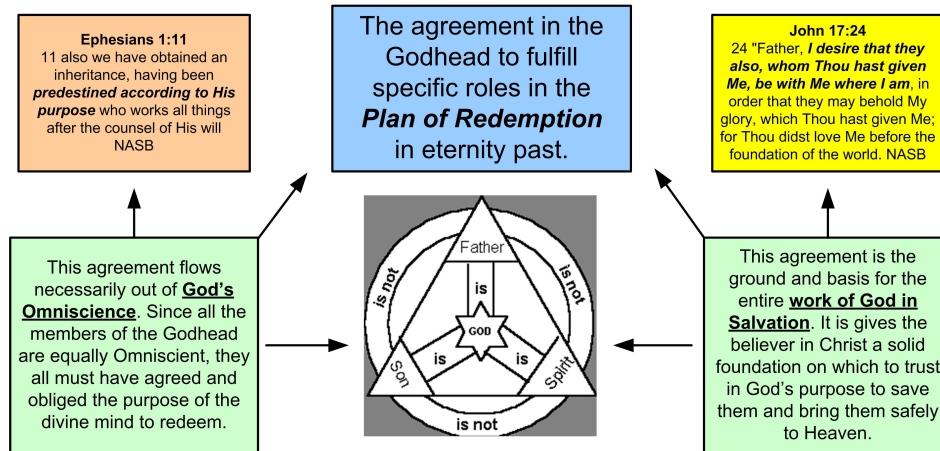 Ephesians 1:11
11 also we have obtained an
inheritance, having been
predestined according to His
purpose who works all things
after the counsel of His will
NASB
The agreement in the
Godhead to fulfill
specific roles in the
Plan of Redemption
in eternity past.
John 17:24
24 "Father, I desire that they
also, whom Thou hast given
Me, be with Me where I am, in
order that they may behold My
glory, which Thou hast given Me;
for Thou didst love Me before the
foundation of the world. NASB
This agreement flows
necessarily out of God's
Omniscience. Since all the
members of the Godhead
are equally Omniscient, they
all must have agreed and
obliged the purpose of the
divine mind to redeem.
Father
is not
is not
is
GOD
is
is
Son
Spirit
is not
This agreement is the
ground and basis for the
entire work of God in
Salvation. It is gives the
believer in Christ a solid
foundation on which to trust
in God's purpose to save
them and bring them safely
to Heaven.